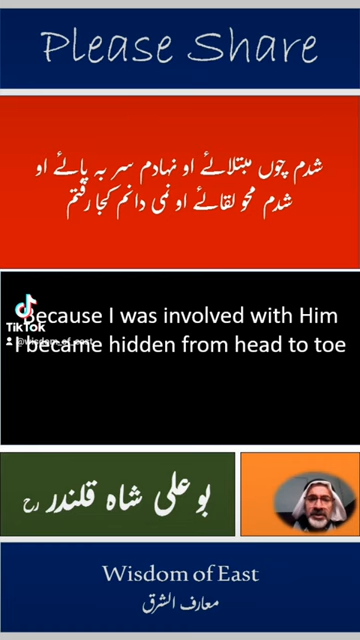 Please Share
شدم چوں مبتلائے او نہادم سر بہ پائے او
شدم محو لقائے او نمی دانم کجا رفتم
Because I was involved with Him
I became hidden from head to toe
TikTok
@wisdom_of_east
بو علی شاہ قلندر رح
Wisdom of East
معارف الشرق